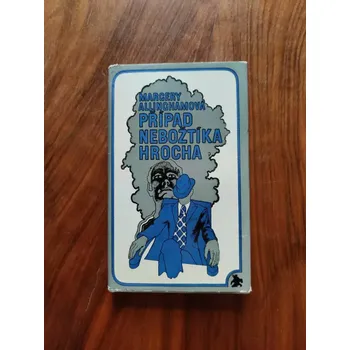 MARGERY
ALLINGHAMOVÁ
PŘÍPAD
NEBOŽTÍKA
HROCHA